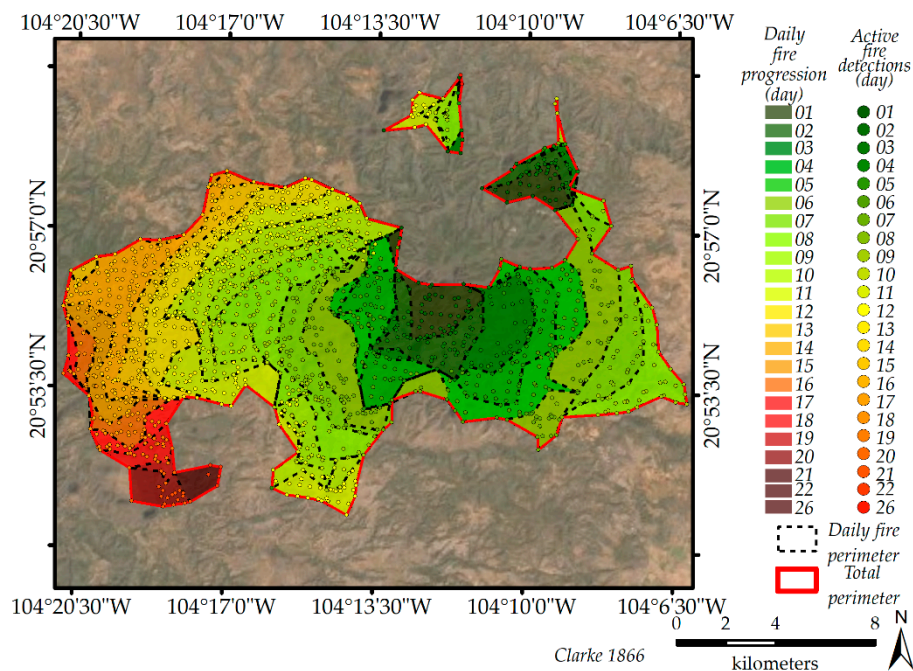 104°20'30"W 104°17'0"W 104°13'30"W 104°10'0"W 104°6'30"W
20°57'0"N
20°53'30"N
20°57'0"N
20°53'30"N
104°20'30"W 104°17'0"W 104°13'30"W 104°10'0"W 104°6'30"W
Daily
fire
progression
(day)
01
02
03
04
05
06
07
08
09
10
11
12
13
14
15
16
17
18
19
20
21
22
26
Active
fire
detections
(day)
01
02
03
04
05
06
07
08
09
10
11
12
13
14
15
16
17
18
19
20
21
22
26
Daily fire
perimeter
Total
perimeter
Clarke 1866
0 2 4 8
kilometers
N